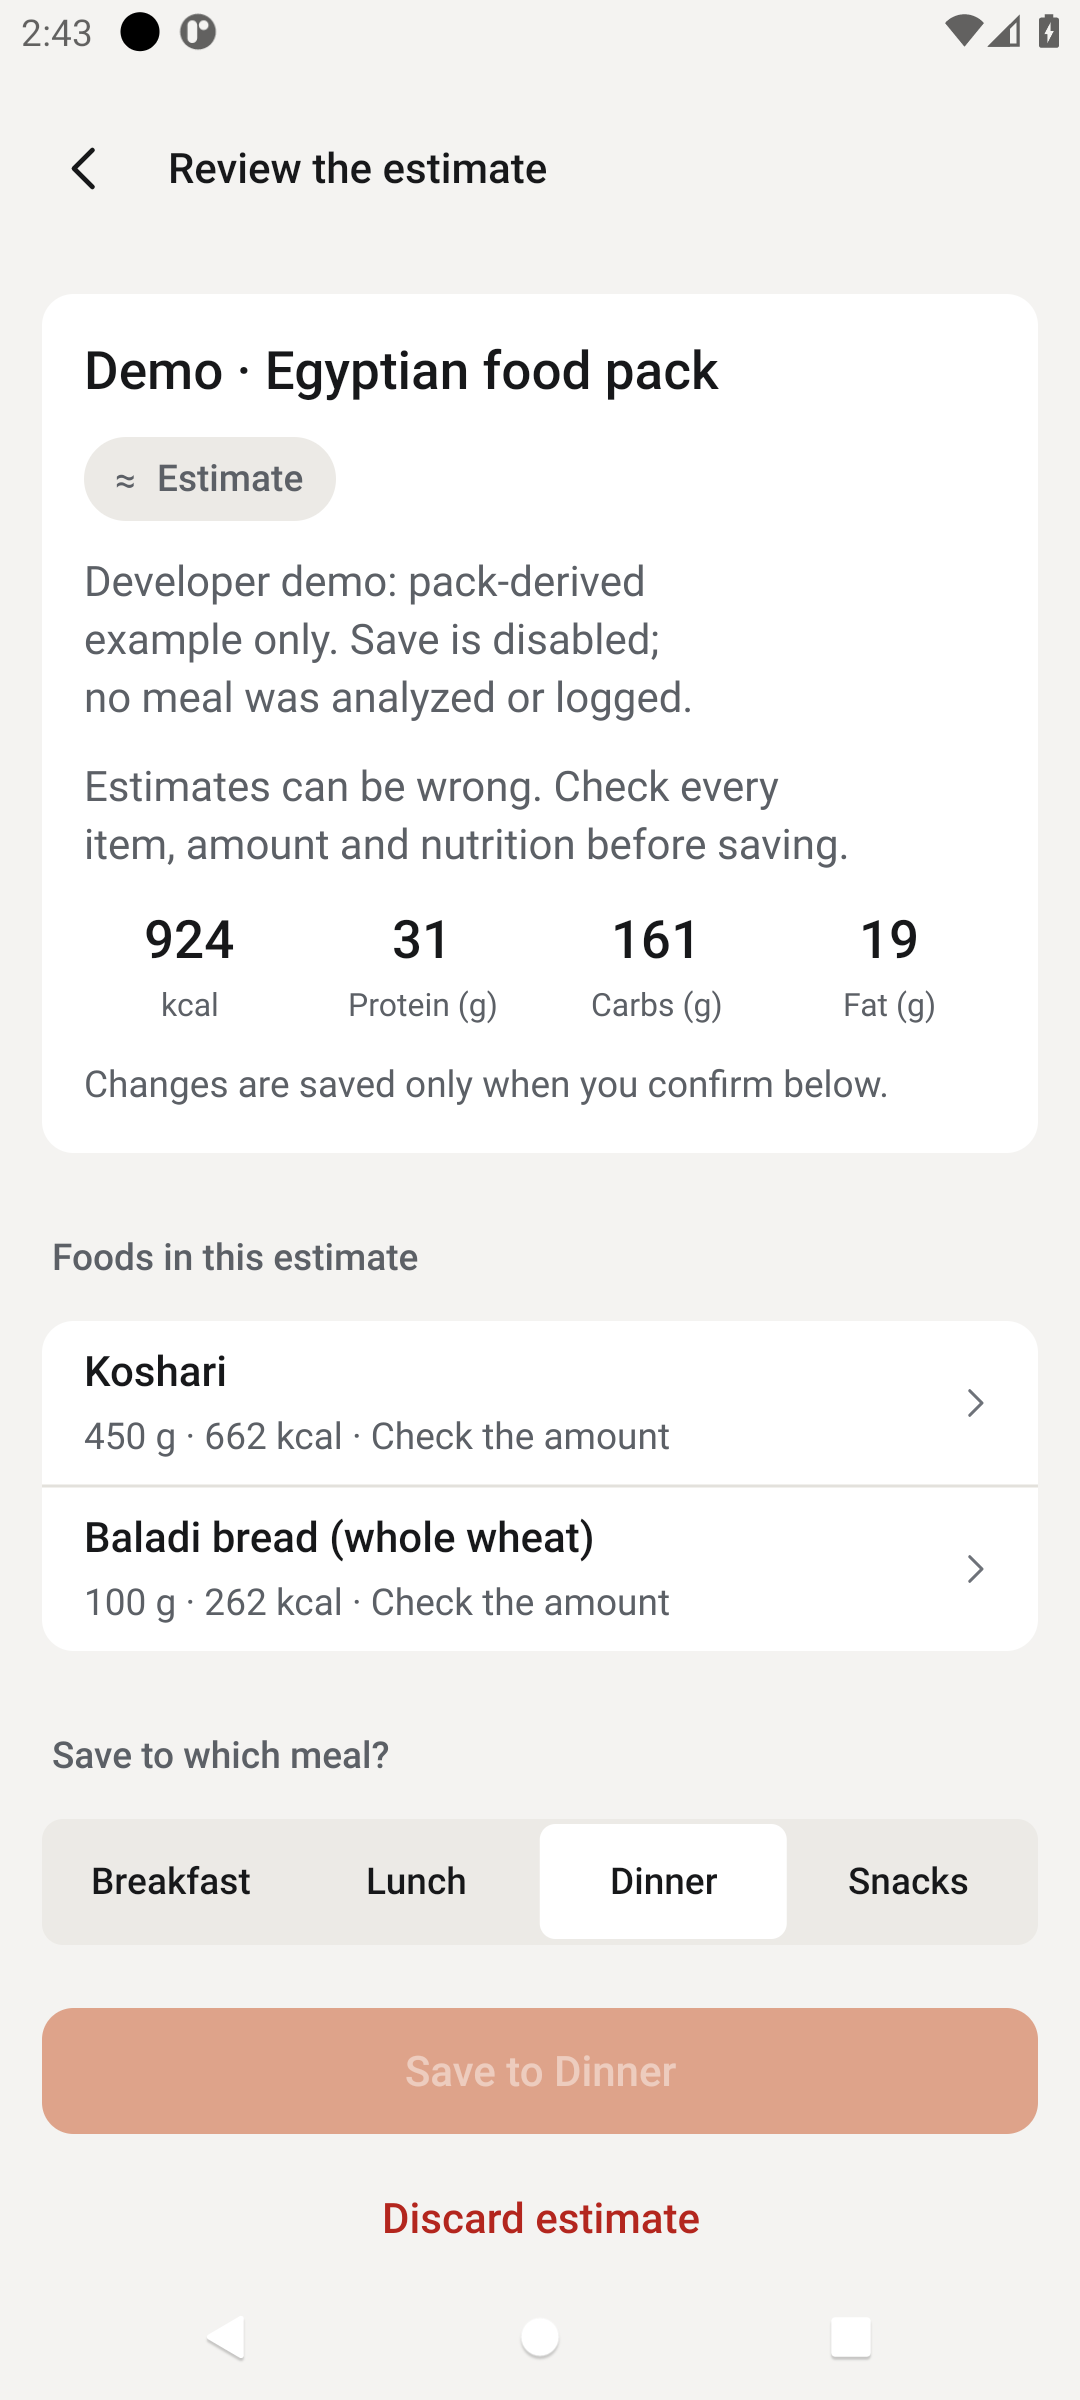 2:43
Review the estimate
Demo · Egyptian food pack
≈ Estimate
Developer demo: pack-derived
example only. Save is disabled;
no meal was analyzed or logged.
Estimates can be wrong. Check every
item, amount and nutrition before saving.
924 31 161 19
kcal Protein (g) Carbs (g) Fat (g)
Changes are saved only when you confirm below.
Foods in this estimate
Koshari
450 g · 662 kcal · Check the amount
Baladi bread (whole wheat)
100 g · 262 kcal · Check the amount
Save to which meal?
Breakfast Lunch Dinner Snacks
Save to Dinner
Discard estimate